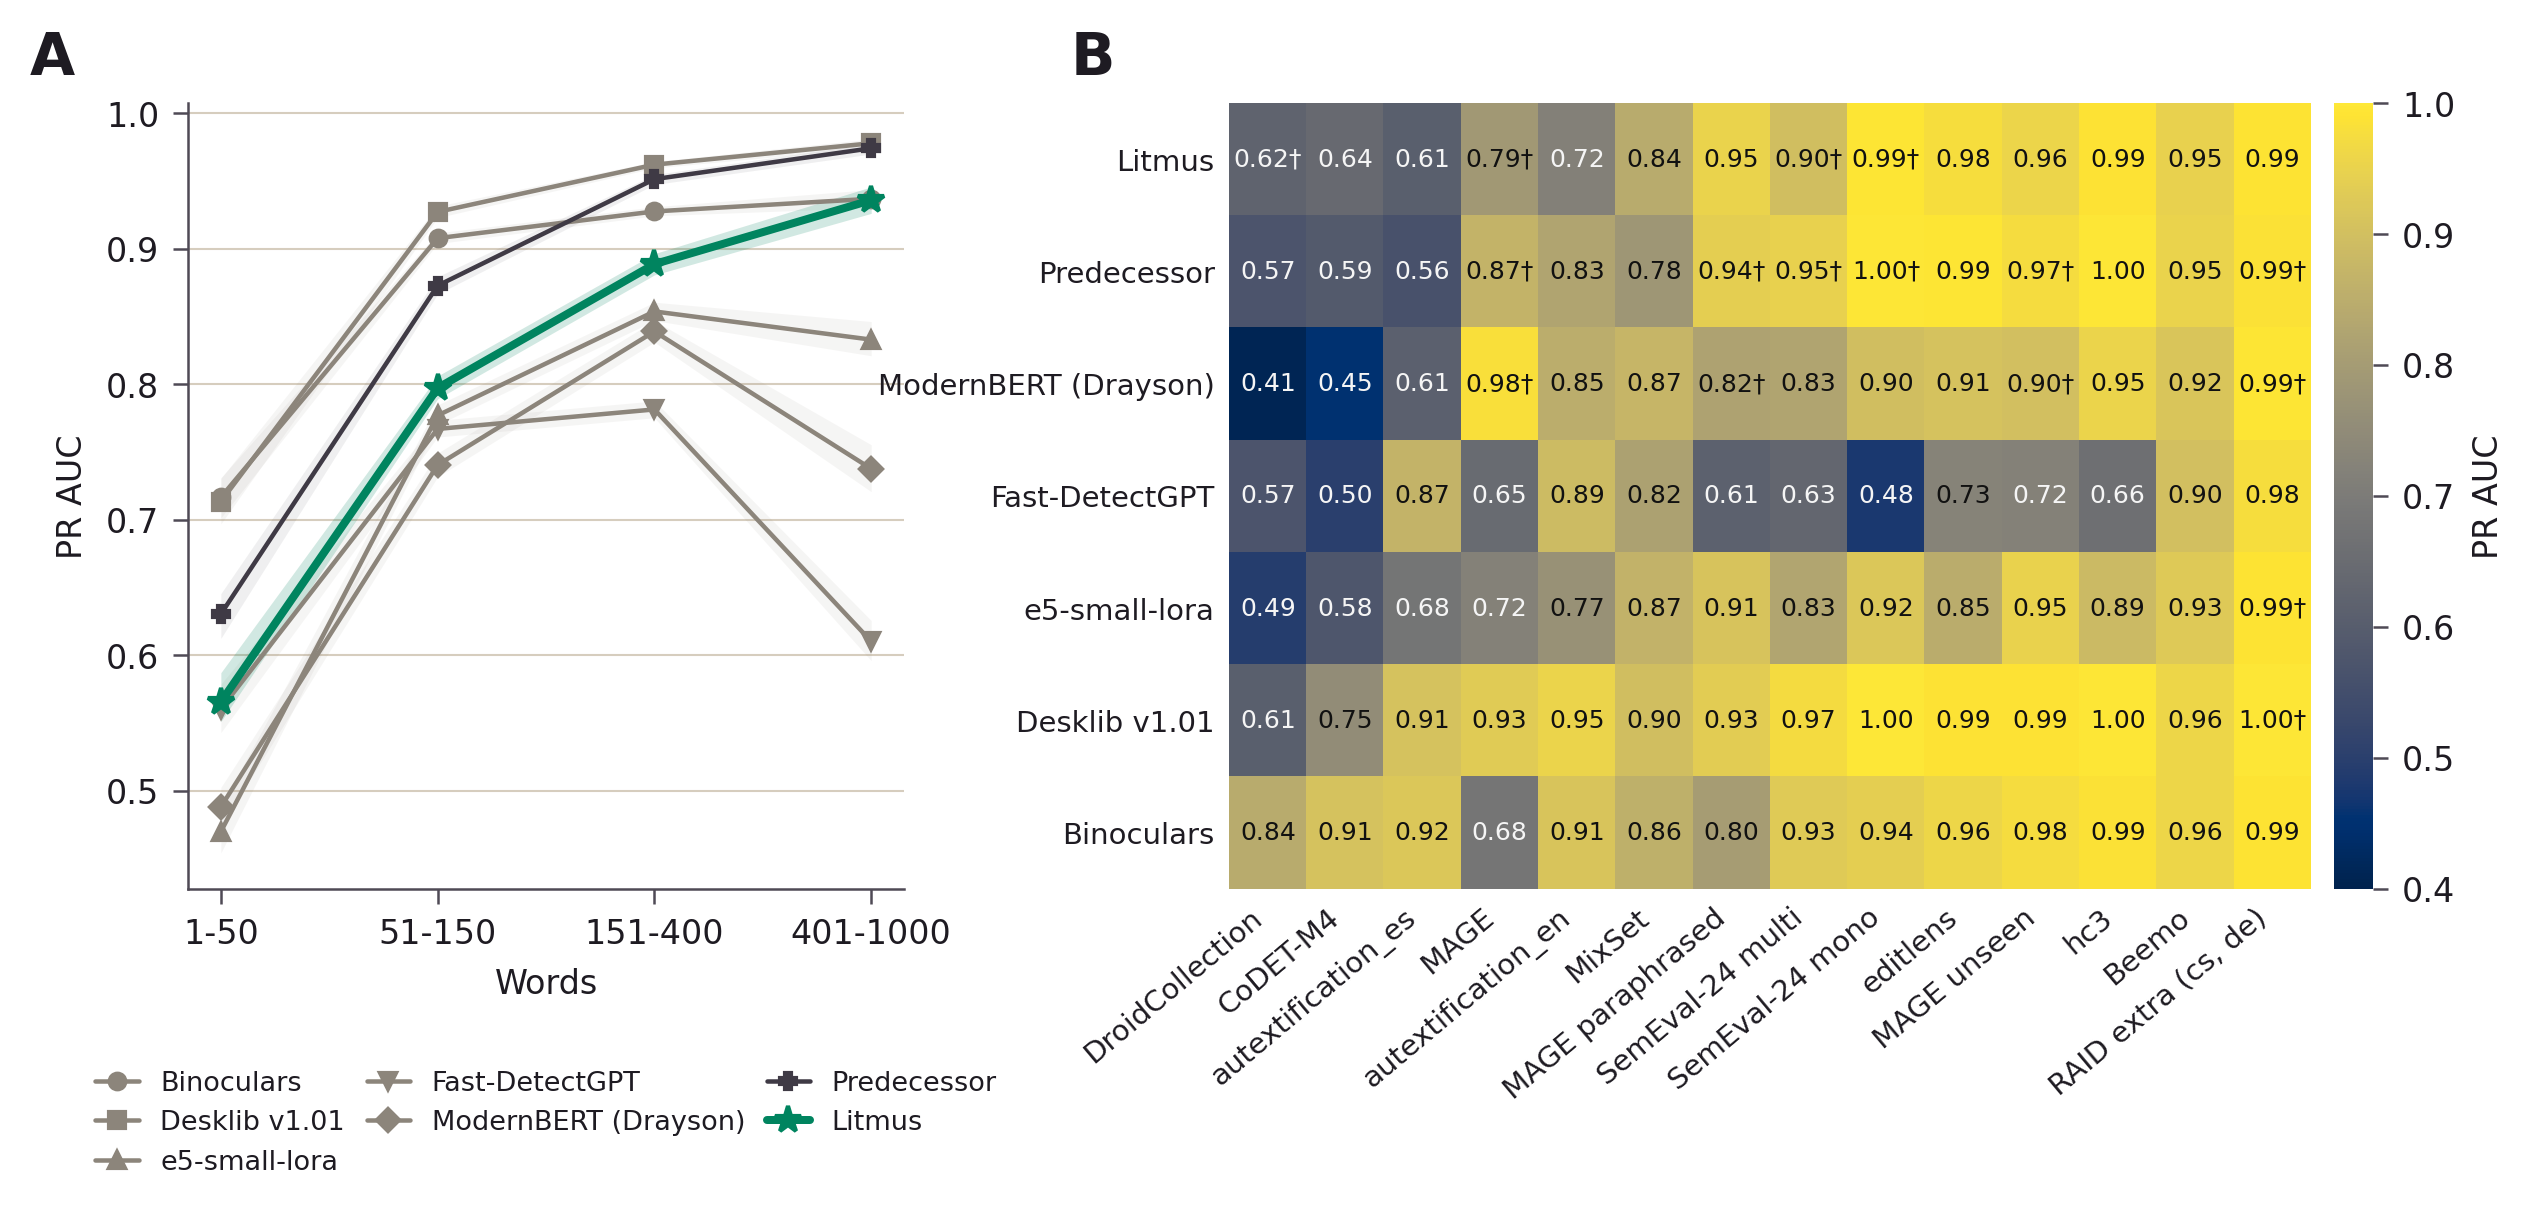 A
1.0
0.9
0.8
0.7
0.6
0.5
PR AUC
1-50 51-150 151-400 401-1000
Words
Binoculars
Desklib v1.01
e5-small-lora
Fast-DetectGPT
ModernBERT (Drayson)
Predecessor
Litmus
B
Litmus 0.62† 0.64 0.61 0.79† 0.72 0.84 0.95 0.90† 0.99† 0.98 0.96 0.99 0.95 0.99
Predecessor 0.57 0.59 0.56 0.87† 0.83 0.78 0.94† 0.95† 1.00† 0.99 0.97† 1.00 0.95 0.99†
ModernBERT (Drayson) 0.41 0.45 0.61 0.98† 0.85 0.87 0.82† 0.83 0.90 0.91 0.90† 0.95 0.92 0.99†
Fast-DetectGPT 0.57 0.50 0.87 0.65 0.89 0.82 0.61 0.63 0.48 0.73 0.72 0.66 0.90 0.98
e5-small-lora 0.49 0.58 0.68 0.72 0.77 0.87 0.91 0.83 0.92 0.85 0.95 0.89 0.93 0.99†
Desklib v1.01 0.61 0.75 0.91 0.93 0.95 0.90 0.93 0.97 1.00 0.99 0.99 1.00 0.96 1.00†
Binoculars 0.84 0.91 0.92 0.68 0.91 0.86 0.80 0.93 0.94 0.96 0.98 0.99 0.96 0.99
DroidCollection
CoDET-M4
autextification_es
MAGE
autextification_en
MixSet
MAGE paraphrased
SemEval-24 multi
SemEval-24 mono
editlens
MAGE unseen
hc3
Beemo
RAID extra (cs, de)
1.0
0.9
0.8
0.7
0.6
0.5
0.4
PR AUC